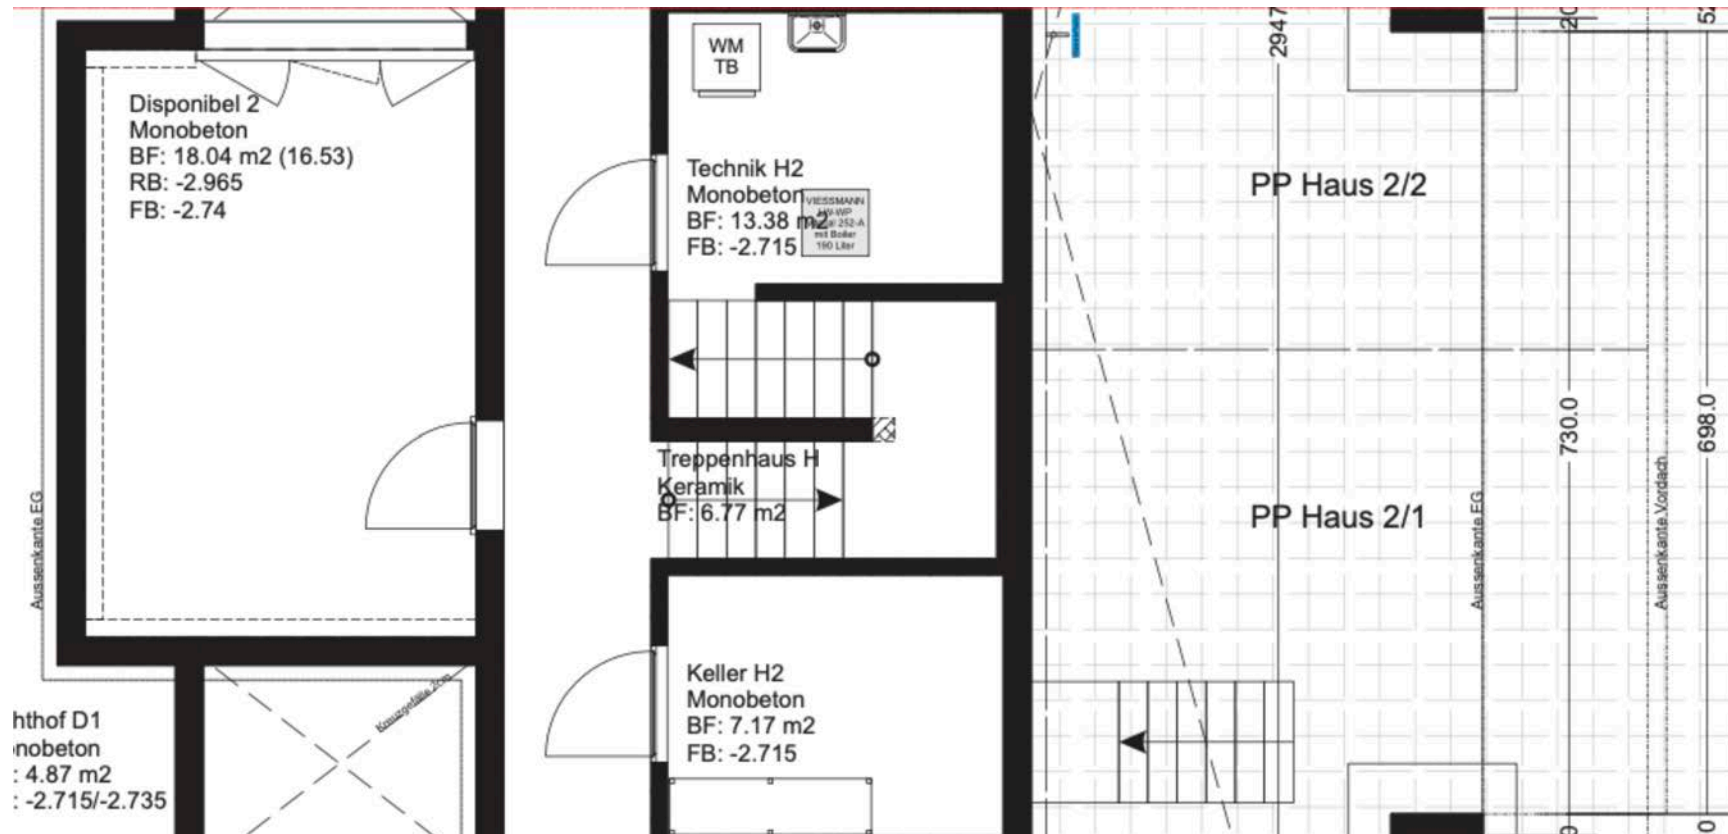 Disponibel 2
Monobeton
BF: 18.04 m2 (16.53)
RB: -2.965
FB: -2.74
WM
TB
Technik H2
Monobeton
BF: 13.38 m2
FB: -2.715
VIESSMANN
252-A
mit Boiler
190 Liter
Treppenhaus H
Keramik
BF: 6.77 m2
Keller H2
Monobeton
BF: 7.17 m2
FB: -2.715
hthof D1
nobeton
: 4.87 m2
: -2.715/-2.735
Kreuzgefälle 2cm
Aussenkante EG
PP Haus 2/2
PP Haus 2/1
2947
730.0
698.0
Aussenkante EG
Aussenkante Vordach